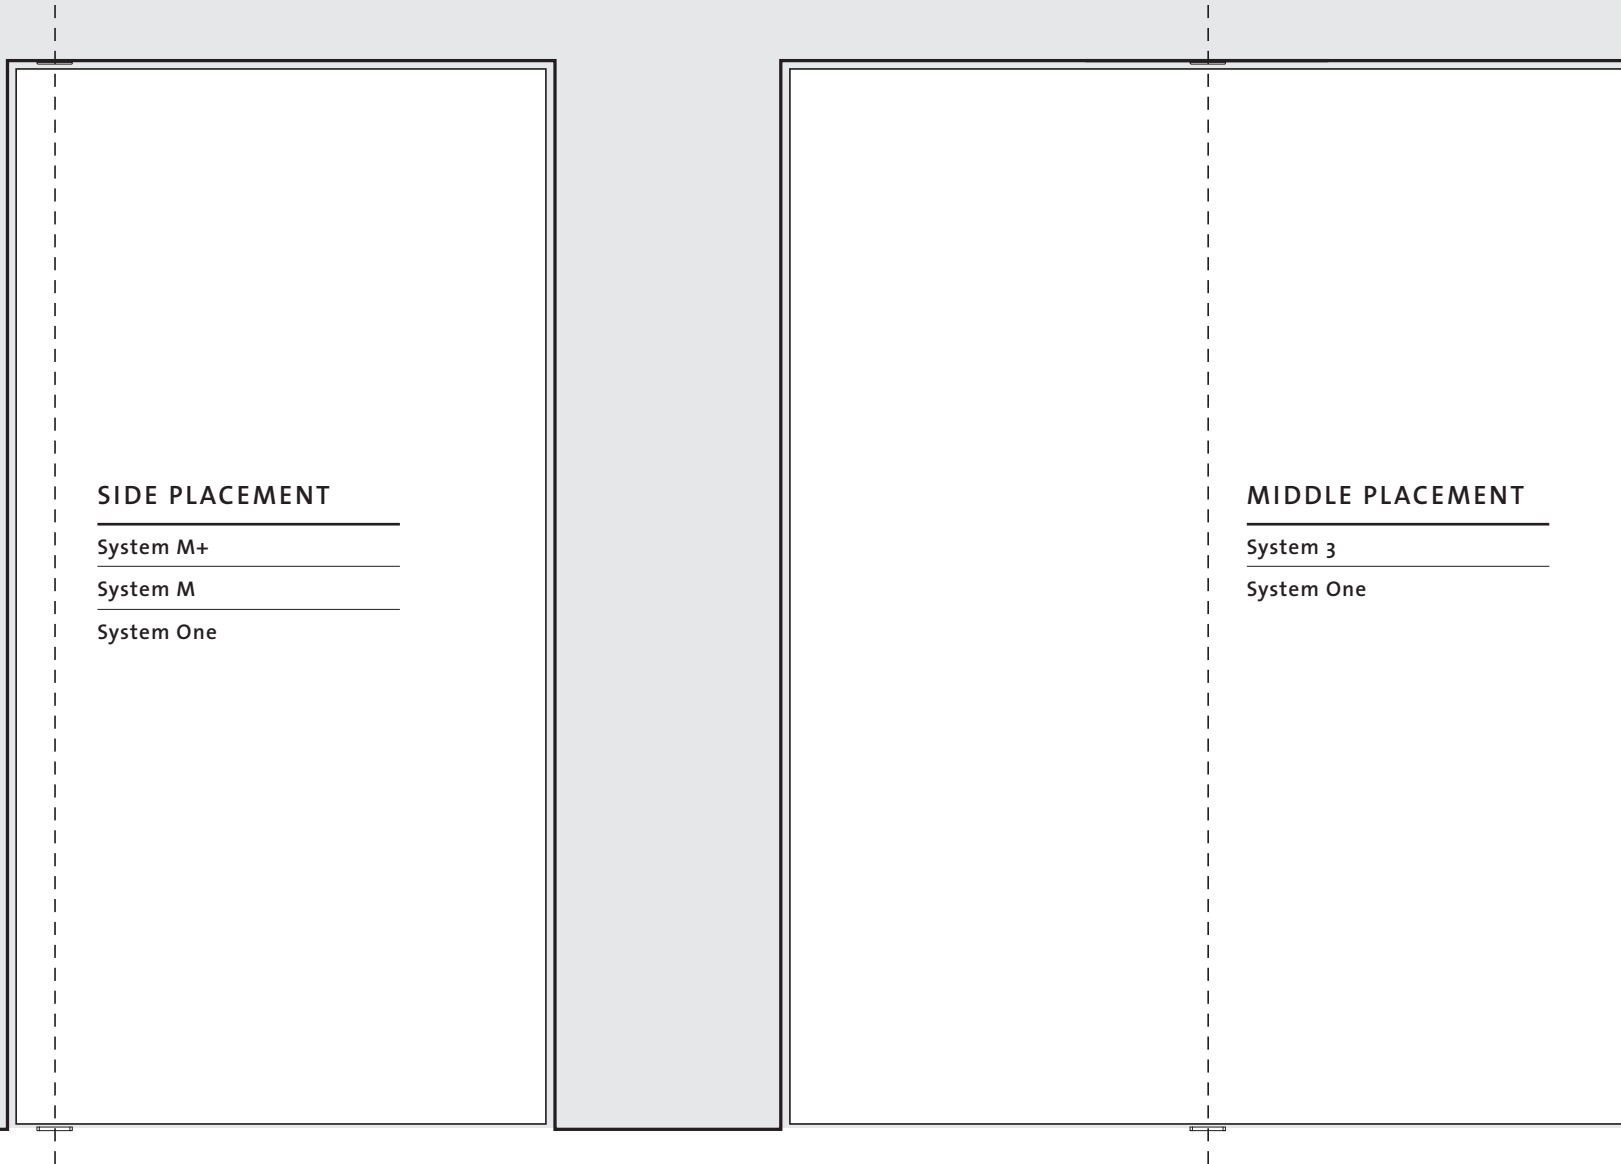 SIDE PLACEMENT
System M+
System M
System One
MIDDLE PLACEMENT
System 3
System One